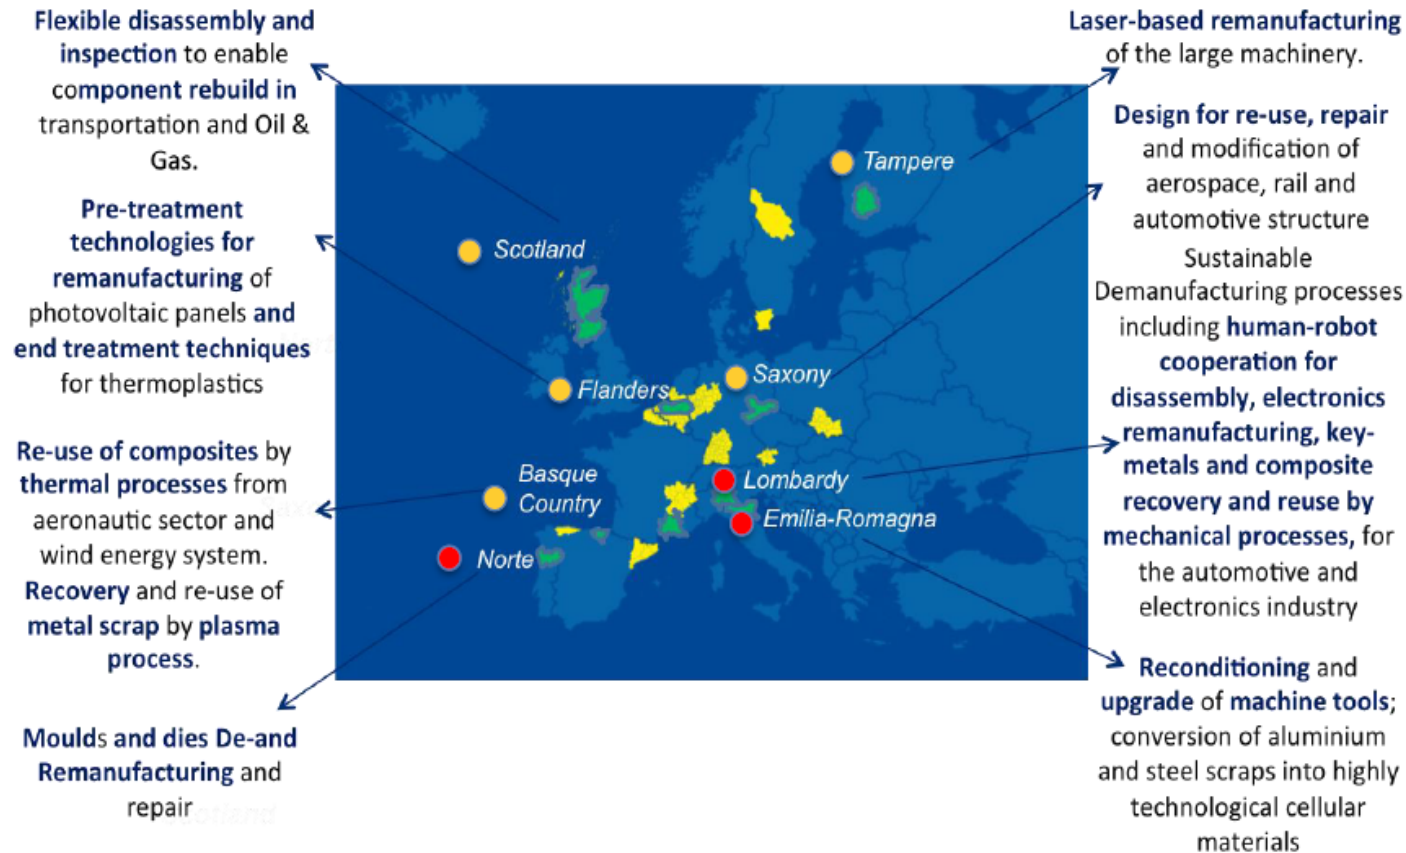 Flexible disassembly and
inspection to enable
component rebuild in
transportation and Oil &
Gas.
Pre-treatment
technologies for
remanufacturing of
photovoltaic panels and
end treatment techniques
for thermoplastics
Re-use of composites by
thermal processes from
aeronautic sector and
wind energy system.
Recovery and re-use of
metal scrap by plasma
process.
Moulds and dies De-and
Remanufacturing and
repair
Tampere
Scotland
Saxony
Flanders
Basque
Country
Lombardy
Emilia-Romagna
Norte
Laser-based remanufacturing
of the large machinery.
Design for re-use, repair
and modification of
aerospace, rail and
automotive structure
Sustainable
Demanufacturing processes
including human-robot
cooperation for
disassembly, electronics
remanufacturing, key-
metals and composite
recovery and reuse by
mechanical processes, for
the automotive and
electronics industry
Reconditioning and
upgrade of machine tools;
conversion of aluminium
and steel scraps into highly
technological cellular
materials